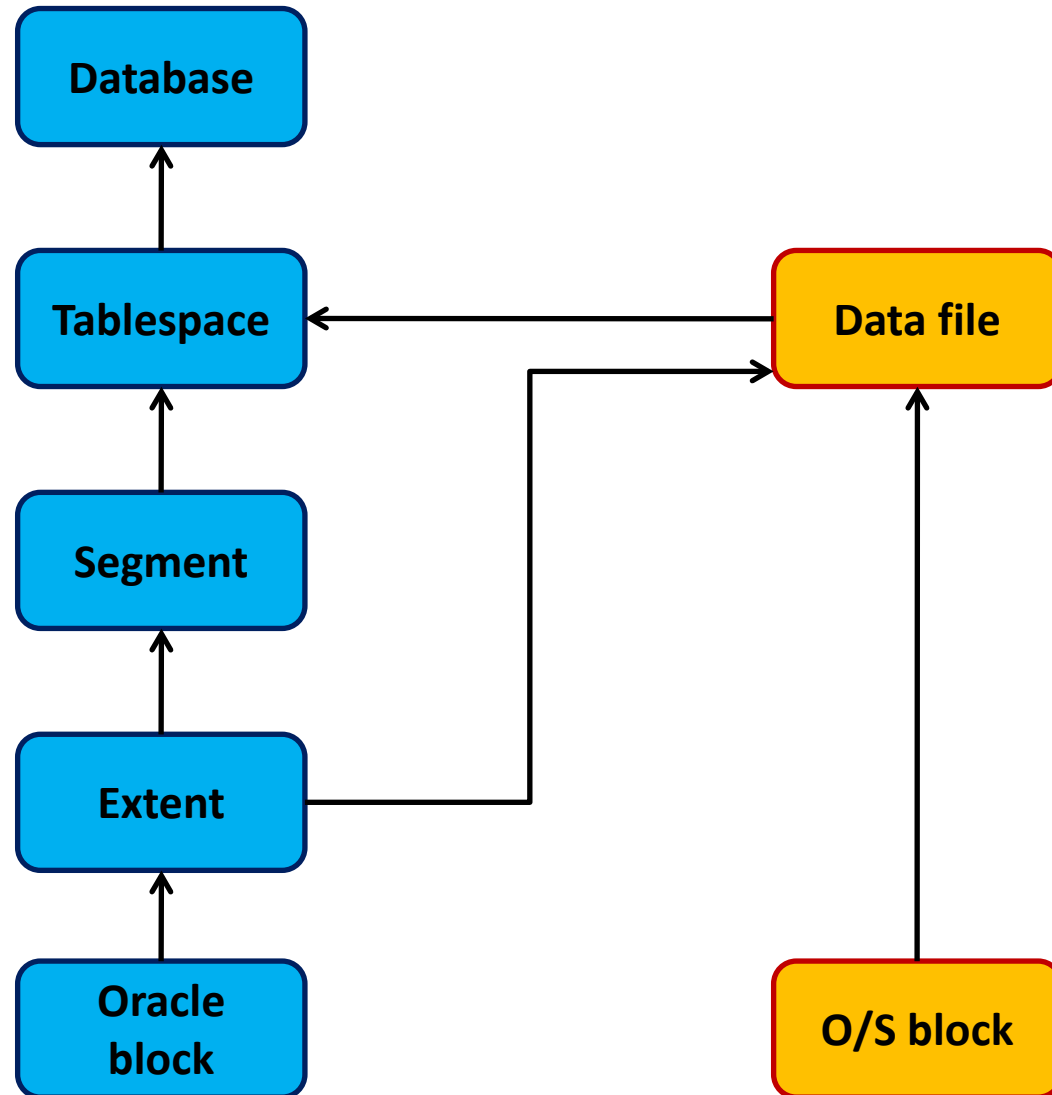 Database
Tablespace
Data file
Segment
Extent
Oracle
block
O/S block